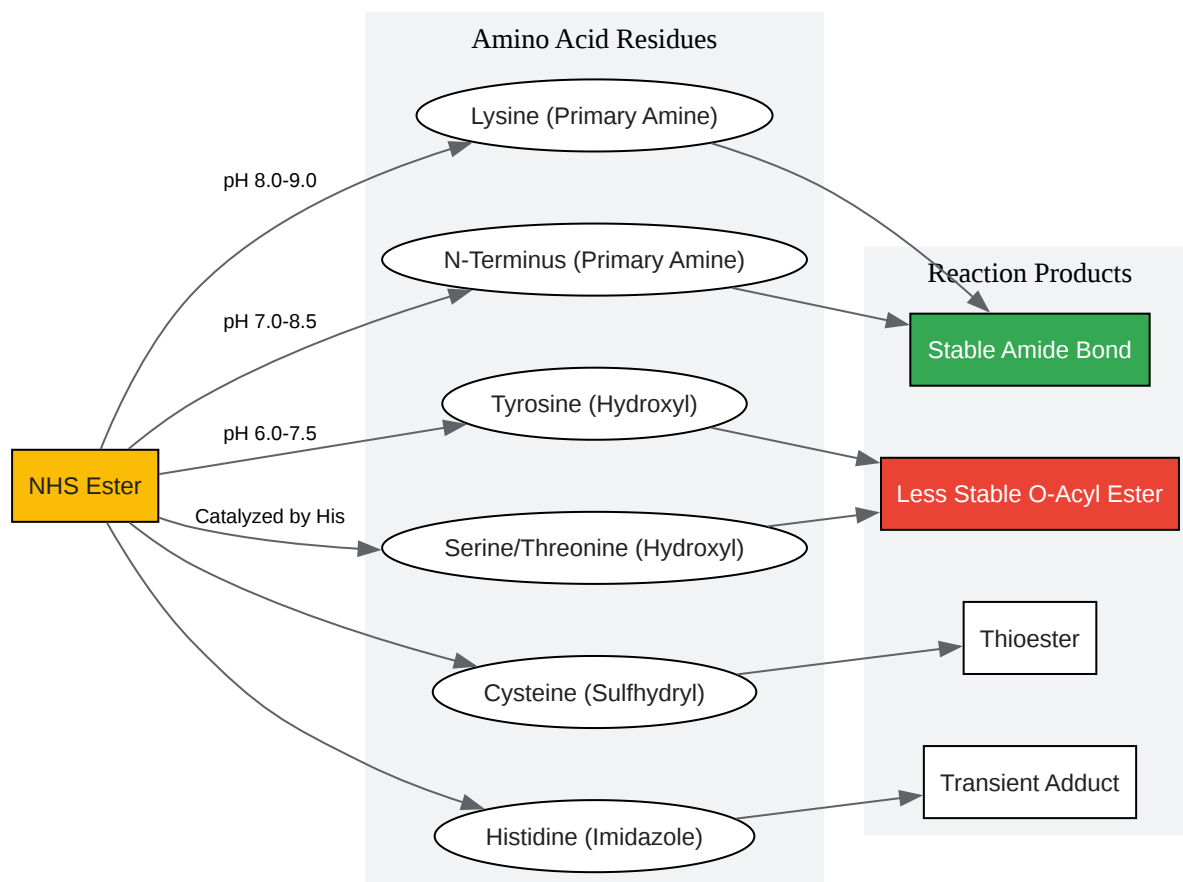 Amino Acid Residues
Lysine (Primary Amine)
pH 8.0-9.0
N-Terminus (Primary Amine)
Reaction Products
pH 7.0-8.5
Stable Amide Bond
Tyrosine (Hydroxyl)
pH 6.0-7.5
NHS Ester
Less Stable O-Acyl Ester
Catalyzed by His
Serine/Threonine (Hydroxyl)
Thioester
Cysteine (Sulfhydryl)
Transient Adduct
Histidine (Imidazole)